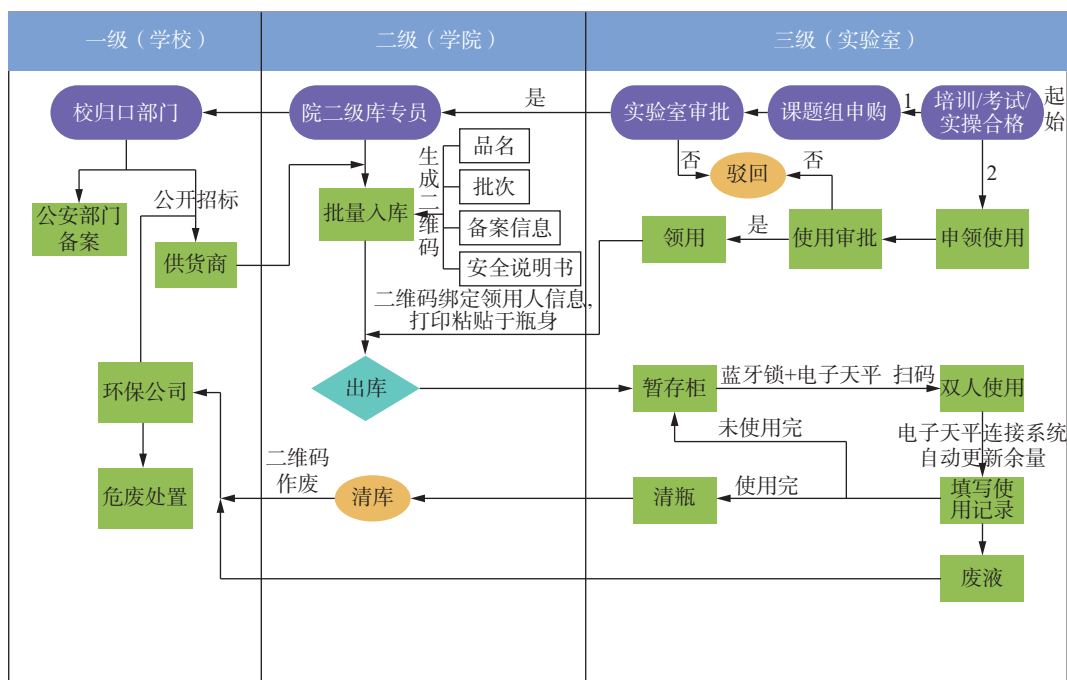 一级（学校）
二级（学院）
三级（实验室）
校归口部门
院二级库专员
是
实验室审批
课题组申购
1
培训/考试/
实操合格
起始
公安部门
备案
公开招标
供货商
批量入库
生成二维码
品名
批次
备案信息
安全说明书
否
驳回
否
2
领用
是
使用审批
申领使用
二维码绑定领用人信息,
打印粘贴于瓶身
环保公司
出库
暂存柜
蓝牙锁+电子天平 扫码
双人使用
未使用完
电子天平连接系统
自动更新余量
危废处置
二维码
作废
清库
清瓶
使用完
填写使
用记录
废液